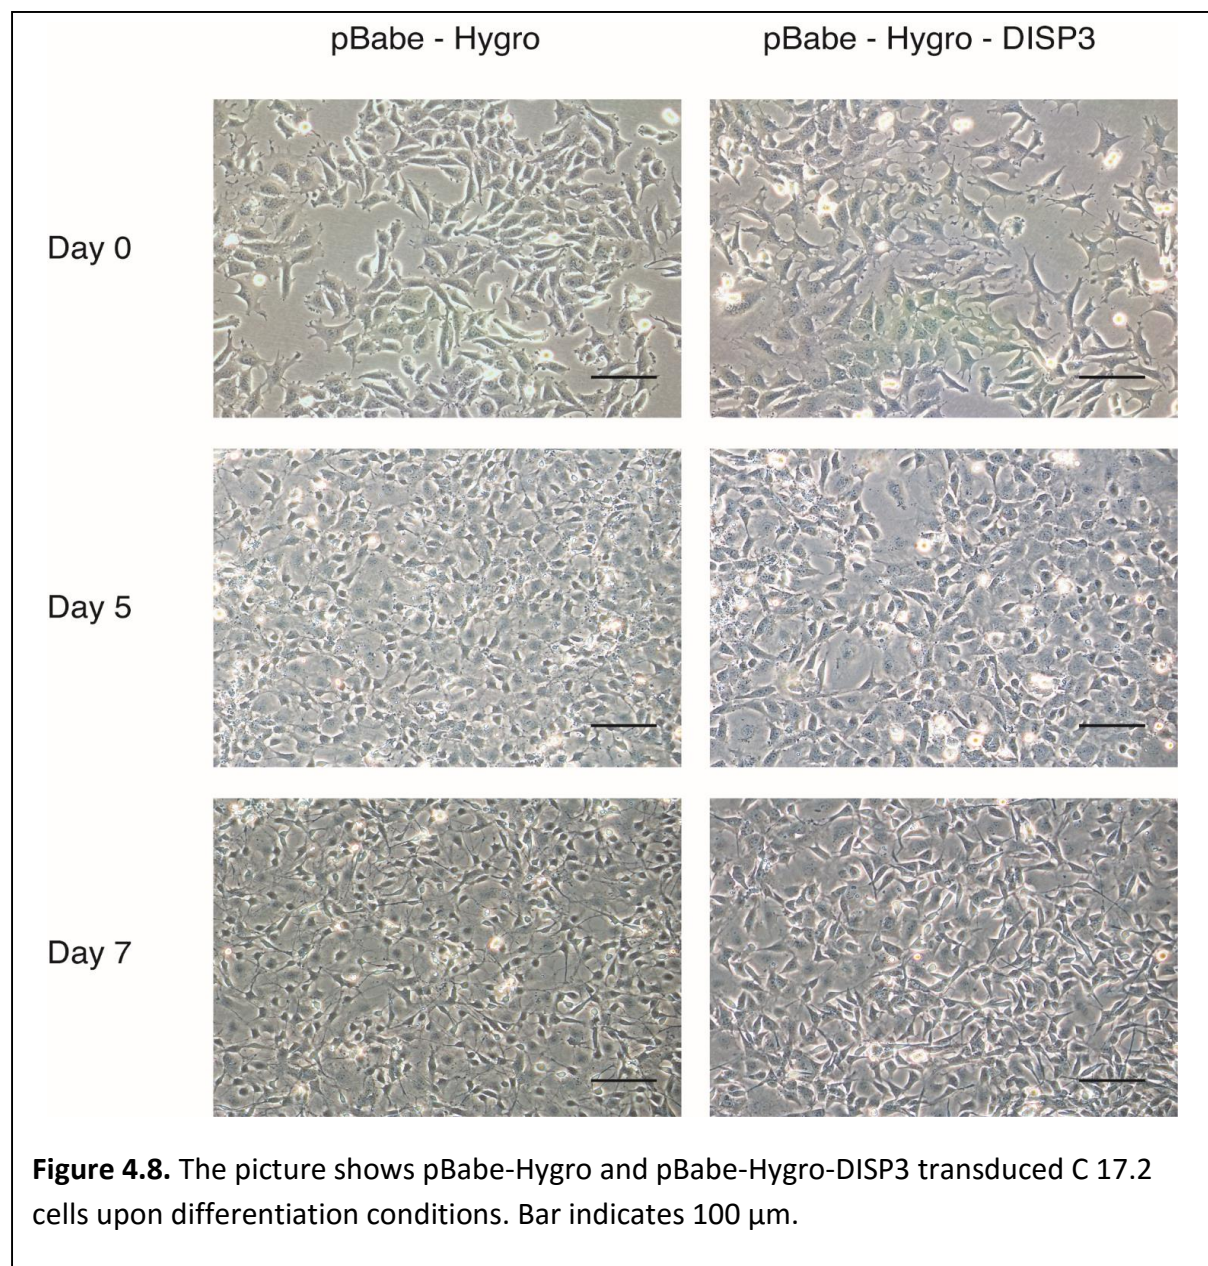 pBabe - Hygro pBabe - Hygro - DISP3
Day 0
Day 5
Day 7
Figure 4.8. The picture shows pBabe-Hygro and pBabe-Hygro-DISP3 transduced C 17.2
cells upon differentiation conditions. Bar indicates 100 μm.